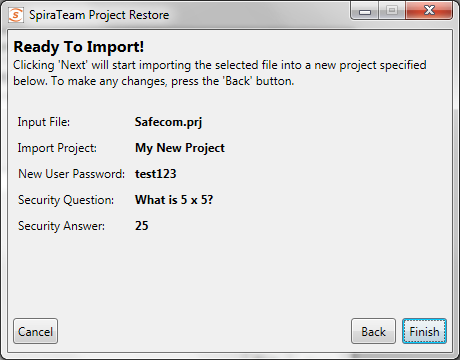 SpiraTeam Project Restore
Ready To Import!
Clicking 'Next' will start importing the selected file into a new project specified
below. To make any changes, press the 'Back' button.
Input File: Safecom.prj
Import Project: My New Project
New User Password: test123
Security Question: What is 5 x 5?
Security Answer: 25
Cancel Back Finish